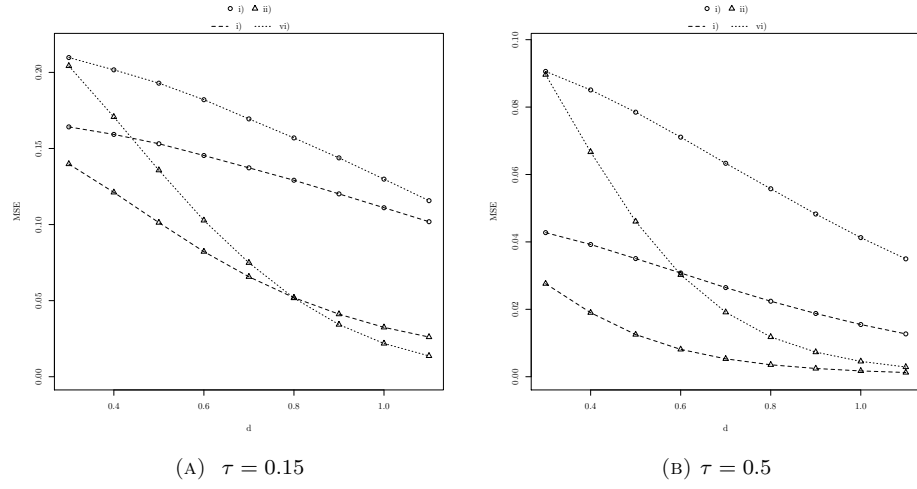 i) ii)
i) vi)
MSE
0.00 0.05 0.10 0.15 0.20
0.4 0.6 0.8 1.0
d
(A) τ = 0.15
i) ii)
i) vi)
MSE
0.00 0.02 0.04 0.06 0.08 0.10
0.4 0.6 0.8 1.0
d
(B) τ = 0.5